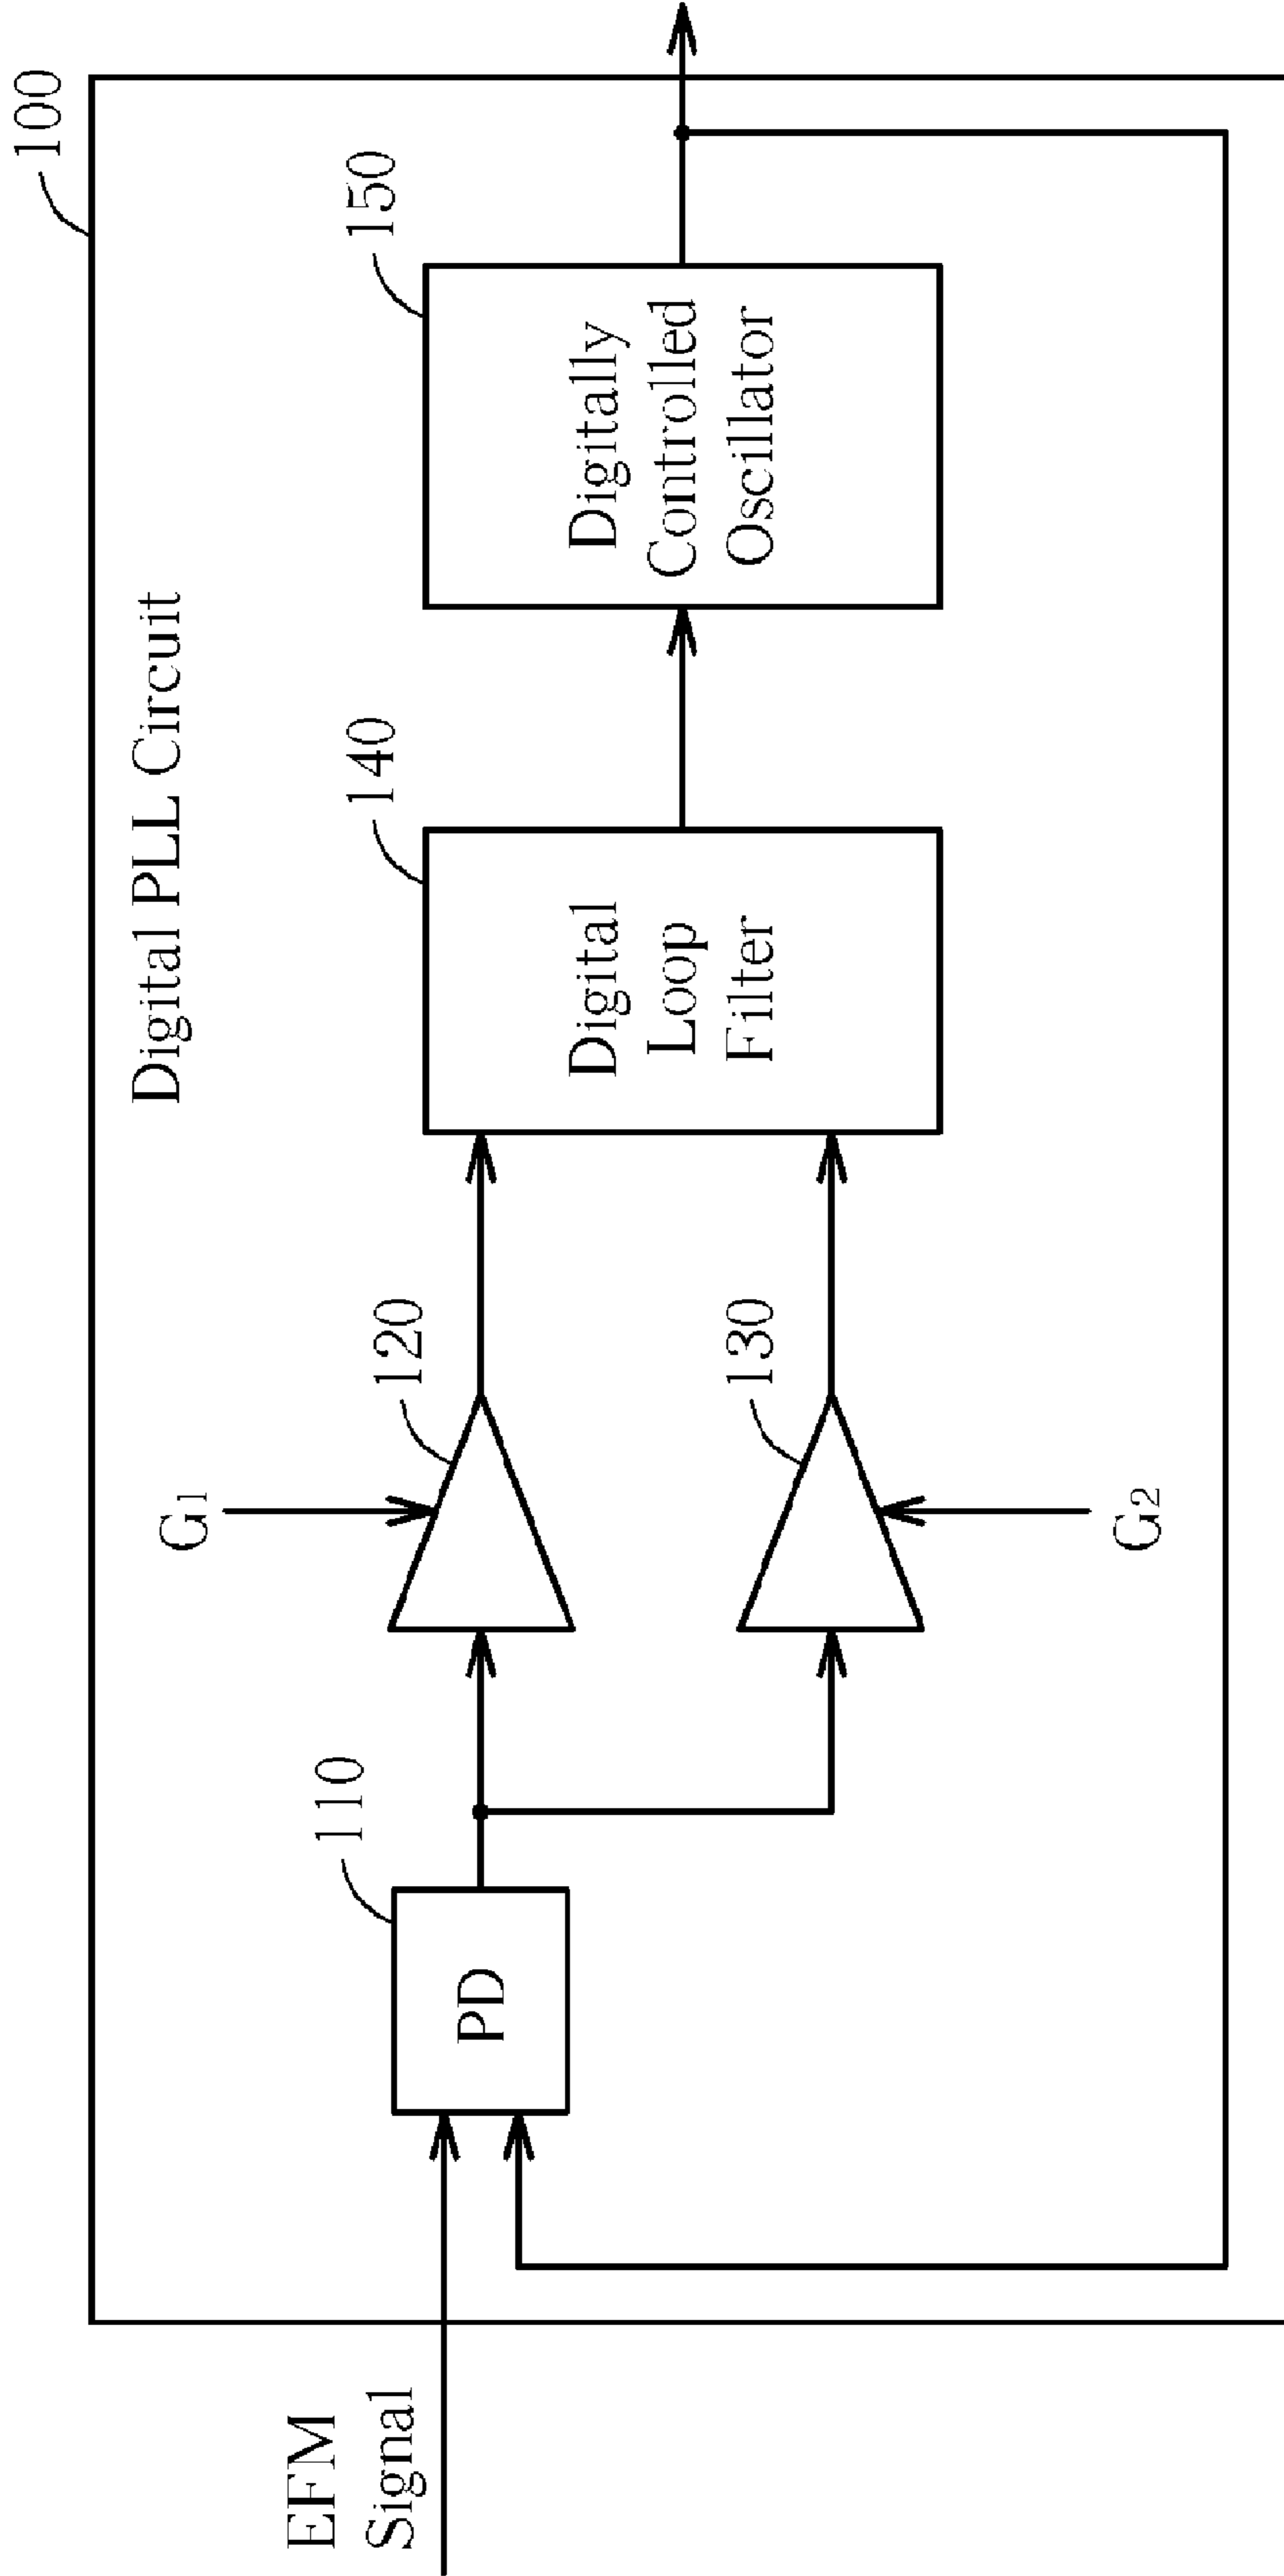 100
Digital PLL Circuit
EFM
Signal
110
PD
G1
120
130
G2
140
Digital
Loop
Filter
150
Digitally
Controlled
Oscillator